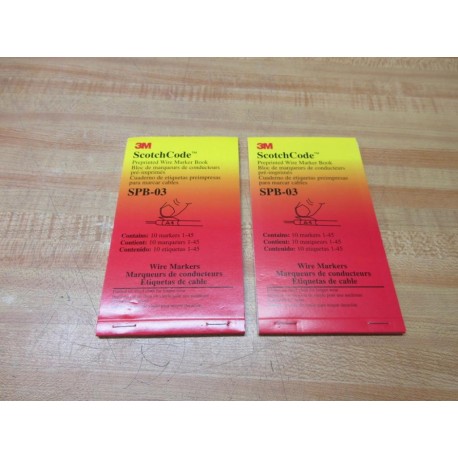 3M
ScotchCode™
Preprinted Wire Marker Book
Bloc de marqueurs de conducteurs
pré-imprimés
Cuaderno de etiquetas preimpresas
para marcar cables
SPB-03
Contains: 10 markers 1-45
Contient: 10 marqueurs 1-45
Contenido: 10 etiquetas 1-45
Wire Markers
Marqueurs de conducteurs
Etiquetas de cable
3M
ScotchCode™
Preprinted Wire Marker Book
Bloc de marqueurs de conducteurs
pré-imprimés
Cuaderno de etiquetas preimpresas
para marcar cables
SPB-03
Contains: 10 markers 1-45
Contient: 10 marqueurs 1-45
Contenido: 10 etiquetas 1-45
Wire Markers
Marqueurs de conducteurs
Etiquetas de cable